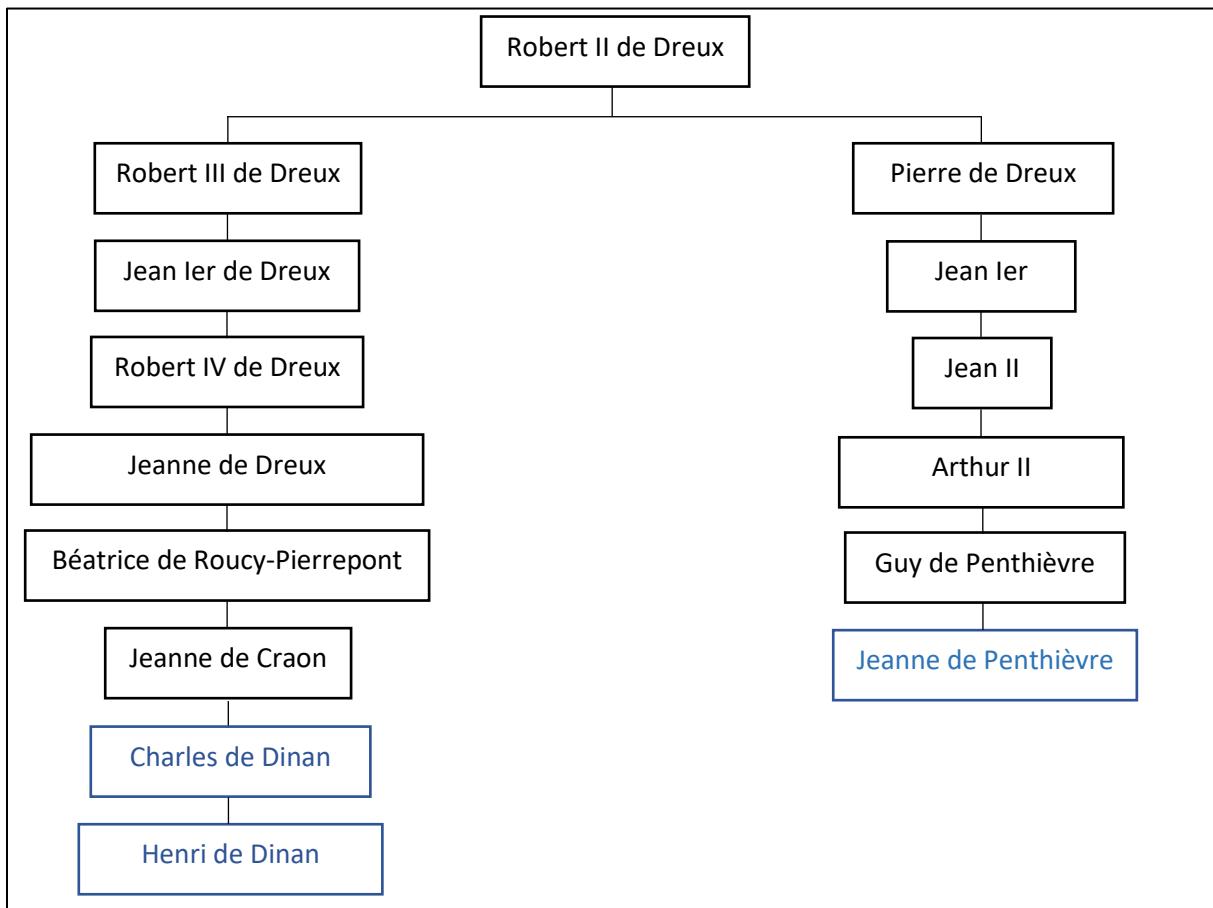 Robert II de Dreux
Robert III de Dreux
Pierre de Dreux
Jean Ier de Dreux
Jean Ier
Robert IV de Dreux
Jean II
Jeanne de Dreux
Arthur II
Béatrice de Roucy-Pierrepont
Guy de Penthièvre
Jeanne de Craon
Jeanne de Penthièvre
Charles de Dinan
Henri de Dinan